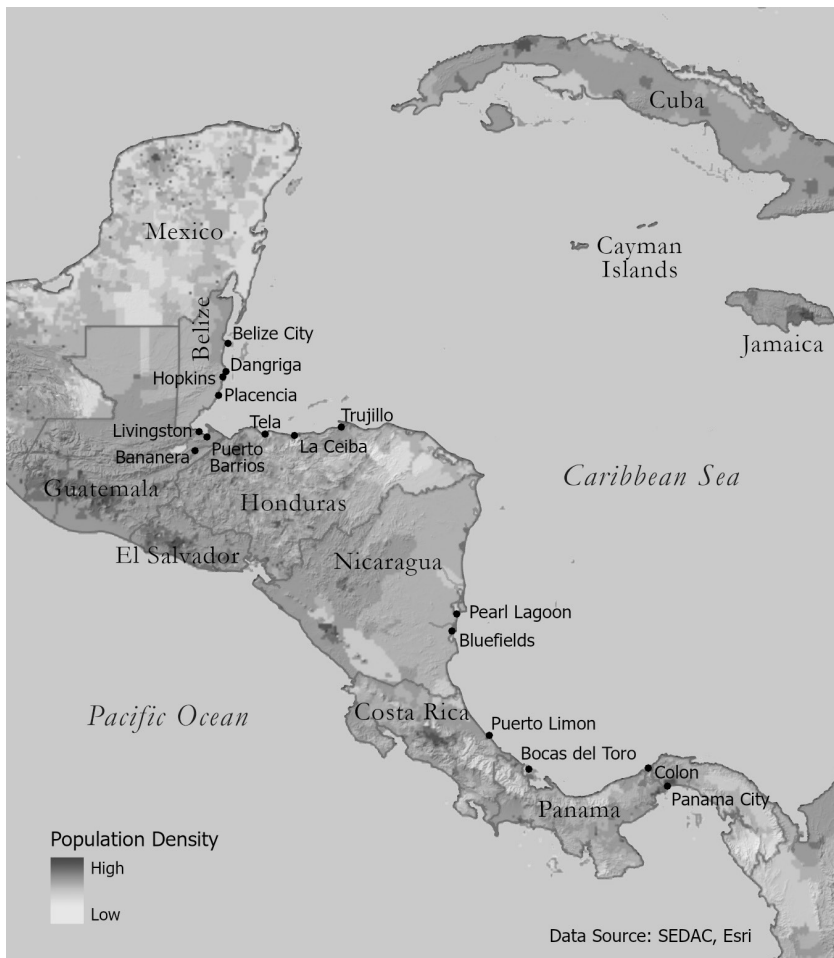 Cuba
Mexico
Cayman
Islands
Jamaica
Belize
Belize City
Dangriga
Hopkins
Placencia
Livingston
Tela
Trujillo
Bananera
Puerto
Barrios
La Ceiba
Guatemala
Honduras
Caribbean Sea
El Salvador
Nicaragua
Pearl Lagoon
Bluefields
Pacific Ocean
Costa Rica
Puerto Limon
Bocas del Toro
Colon
Panama
Panama City
Population Density
High
Low
Data Source: SEDAC, Esri